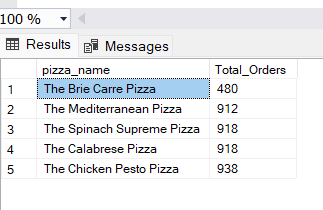 100 %
Results Messages
pizza_name Total_Orders
1 The Brie Carre Pizza 480
2 The Mediterranean Pizza 912
3 The Spinach Supreme Pizza 918
4 The Calabrese Pizza 918
5 The Chicken Pesto Pizza 938